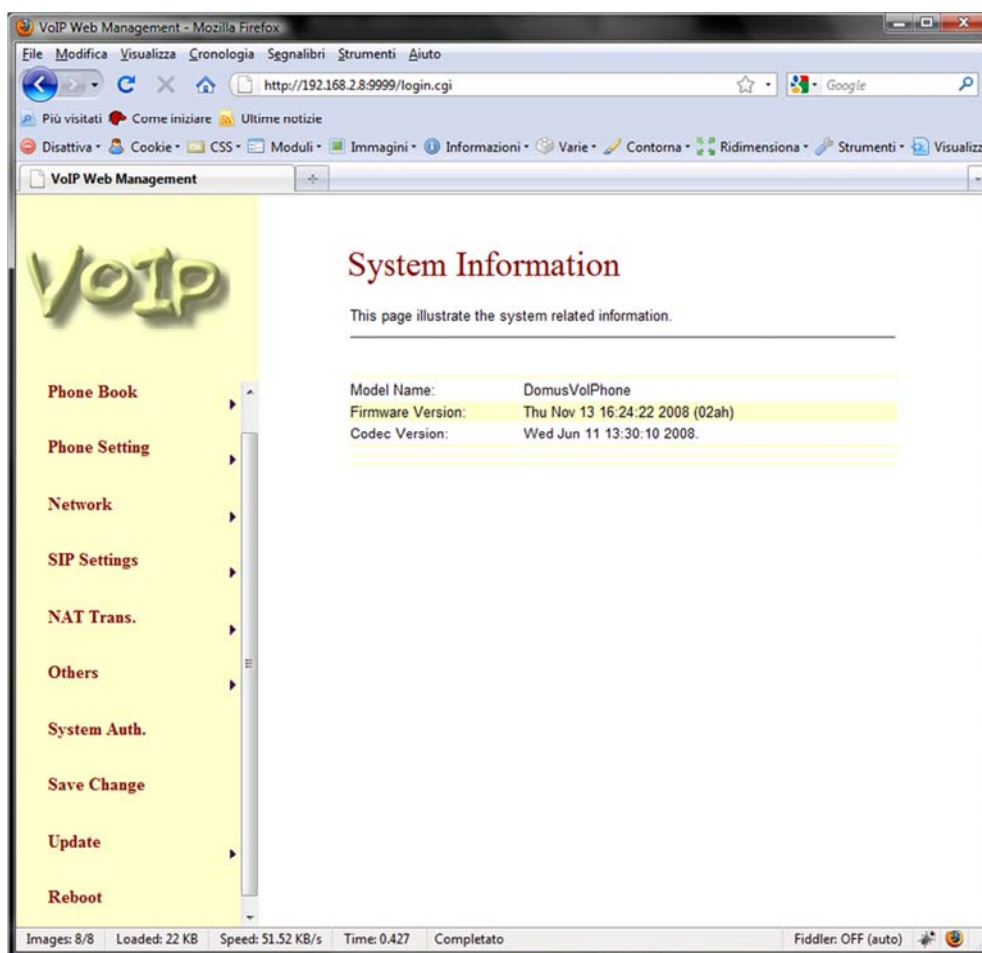 VoIP Web Management - Mozilla Firefox
File Modifica Visualizza Cronologia Segnalibri Strumenti Aiuto
http://192.168.2.8:9999/login.cgi Google
Più visitati Come iniziare Ultime notizie
Disattiva Cookie CSS Moduli Immagini Informazioni Varie Contorna Ridimensiona Strumenti Visualizz
VoIP Web Management
VoIP
System Information
This page illustrate the system related information.
Model Name: DomusVoIPhone
Firmware Version: Thu Nov 13 16:24:22 2008 (02ah)
Codec Version: Wed Jun 11 13:30:10 2008.
Phone Book
Phone Setting
Network
SIP Settings
NAT Trans.
Others
System Auth.
Save Change
Update
Reboot
Images: 8/8 Loaded: 22 KB Speed: 51.52 KB/s Time: 0.427 Completato Fiddler: OFF (auto)